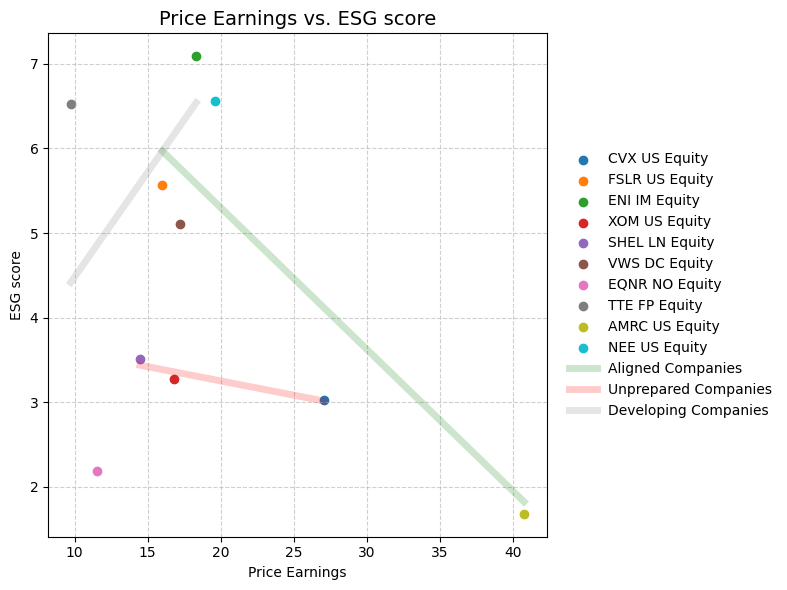 Price Earnings vs. ESG score
ESG score
7
6
5
4
3
2
10 15 20 25 30 35 40
Price Earnings
CVX US Equity
FSLR US Equity
ENI IM Equity
XOM US Equity
SHEL LN Equity
VWS DC Equity
EQNR NO Equity
TTE FP Equity
AMRC US Equity
NEE US Equity
Aligned Companies
Unprepared Companies
Developing Companies